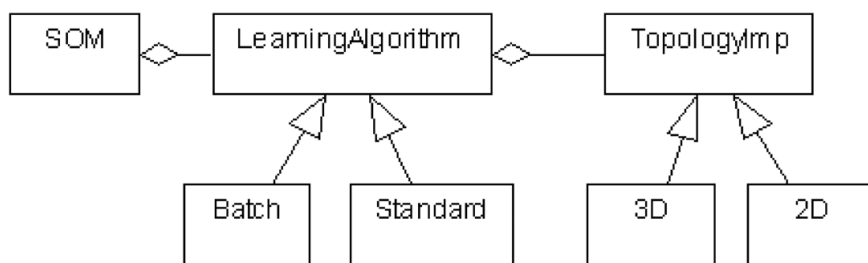 SOM
LearningAlgorithm
TopologyImp
Batch
Standard
3D
2D